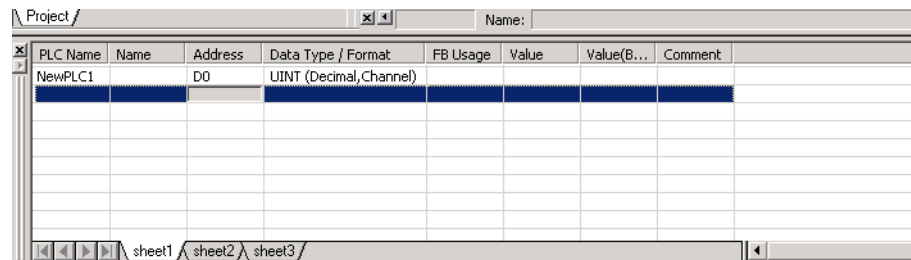 Project
Name:
PLC Name Name Address Data Type / Format FB Usage Value Value(B... Comment
NewPLC1 D0 UINT (Decimal,Channel)
sheet1 sheet2 sheet3